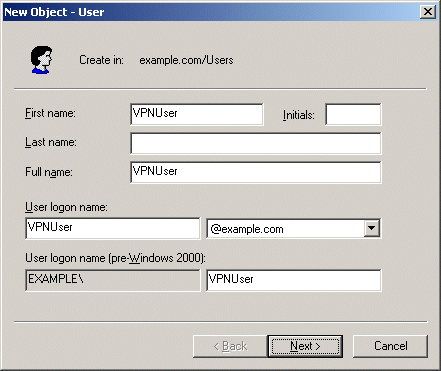 New Object - User
Create in: example.com/Users
First name: VPNUser Initials:
Last name:
Full name: VPNUser
User logon name:
VPNUser @example.com
User logon name (pre-Windows 2000):
EXAMPLE\ VPNUser
< Back Next > Cancel